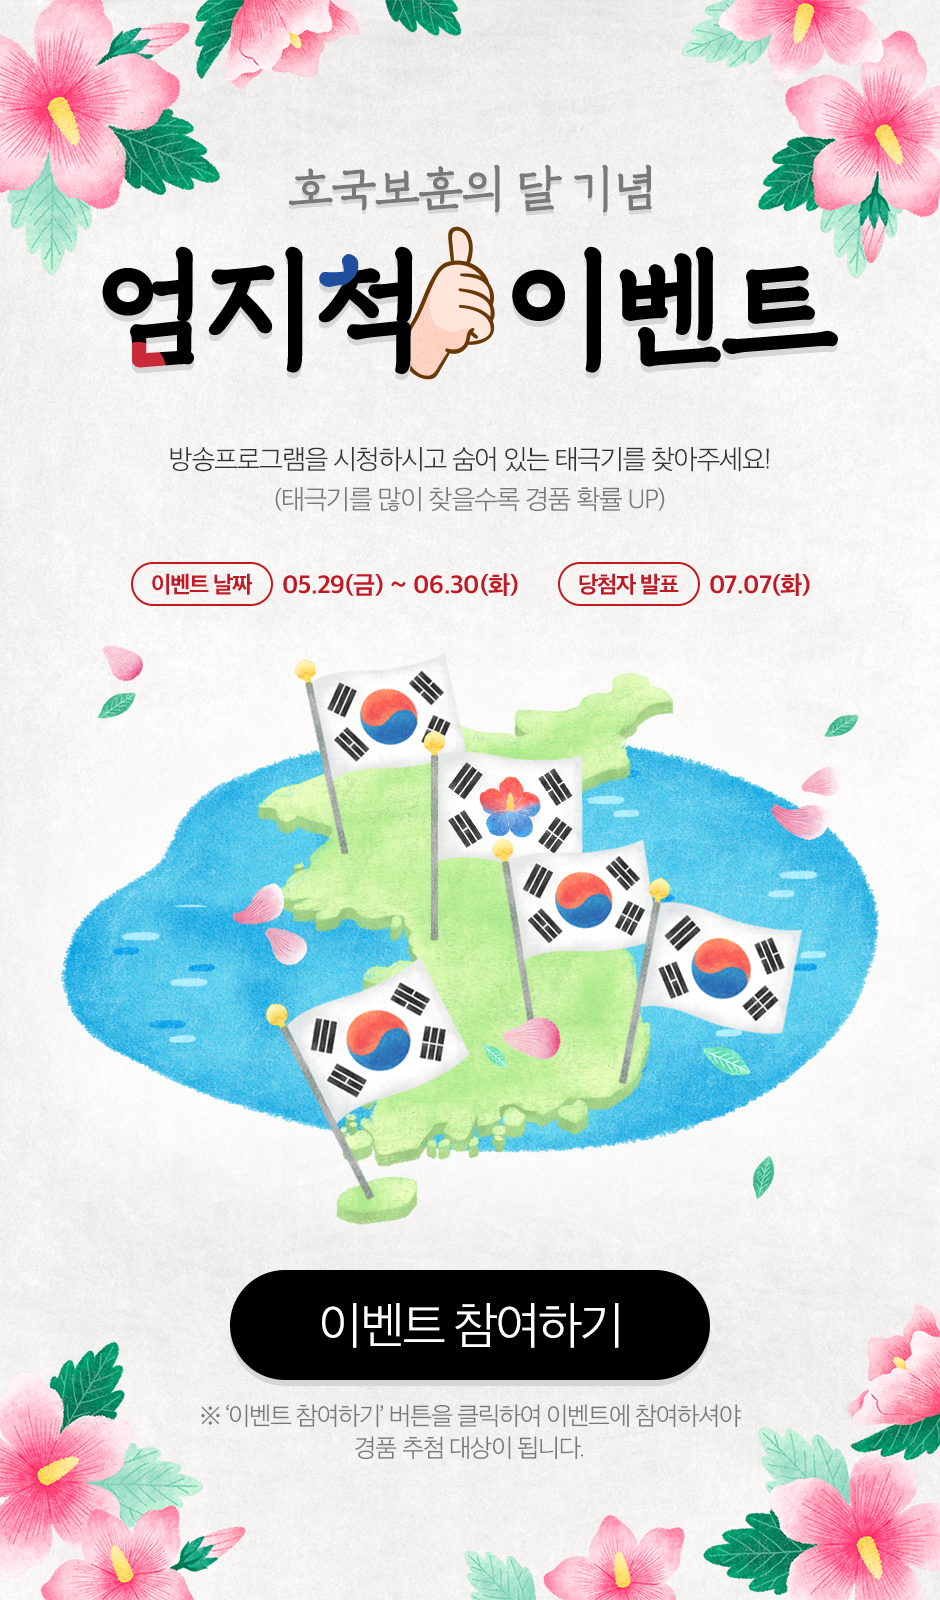 호국보훈의 달 기념
엄지척 이벤트
방송프로그램을 시청하시고 숨어 있는 태극기를 찾아주세요!
(태극기를 많이 찾을수록 경품 확률 UP)
이벤트 날짜 05.29(금) ~ 06.30(화) 당첨자 발표 07.07(화)
이벤트 참여하기
※ ‘이벤트 참여하기’ 버튼을 클릭하여 이벤트에 참여하셔야
경품 추첨 대상이 됩니다.